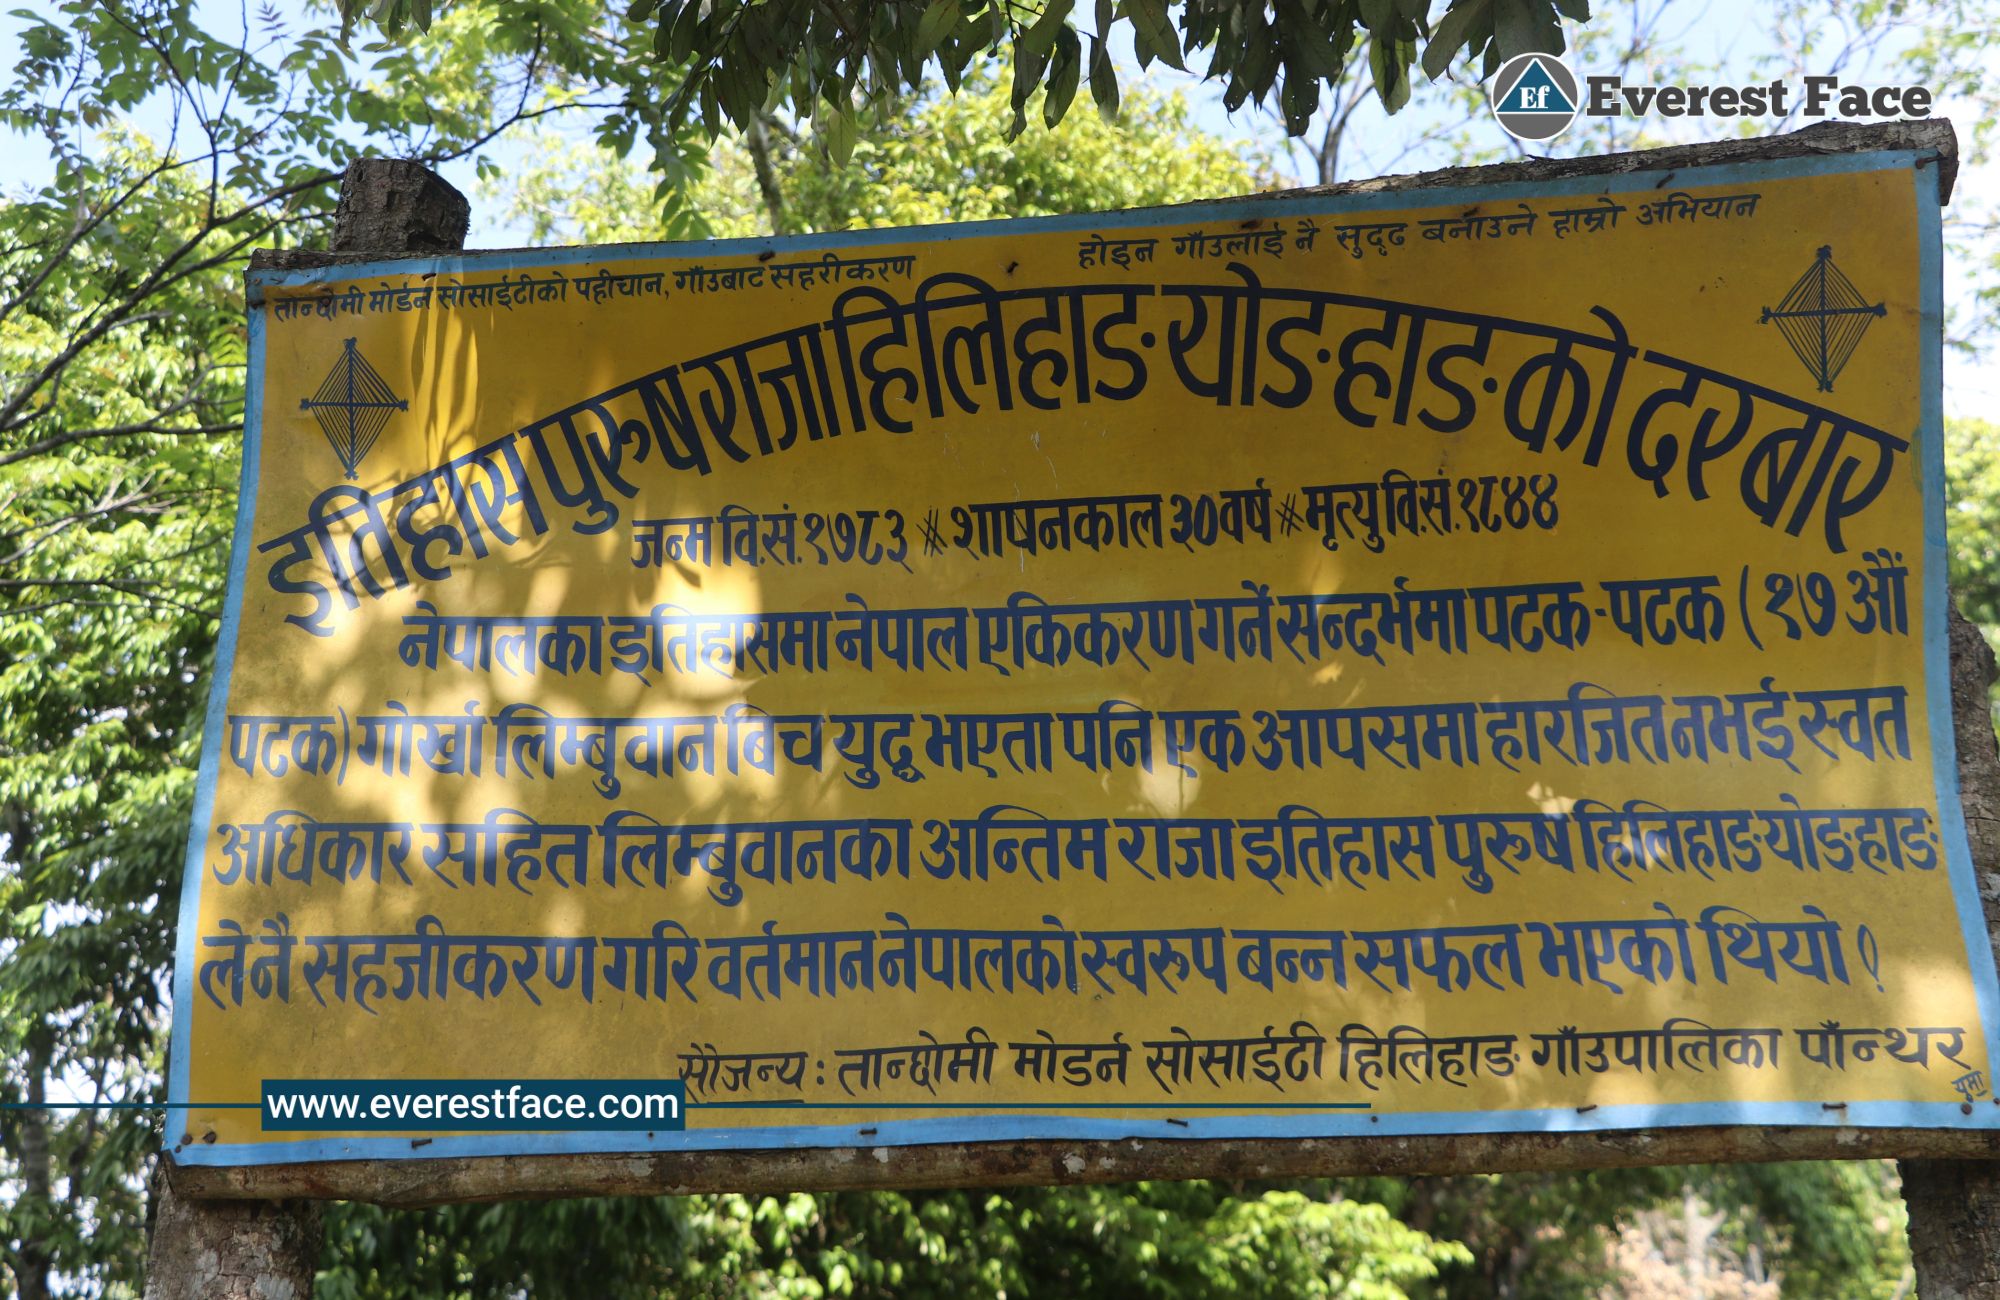 Everest Face
Ef
तान्छोमी मोर्डन सोसाईटीको पहीचान, गाँउबाट सहरीकरण होइन गाँउलाई नै सुदृढ बनाउने हाम्रो अभियान
इतिहास पुरुष राजा हिलिहाङ योङहाङको दरबार
जन्म वि.सं.१७८३ # शाषनकाल ३० वर्ष # मृत्यु वि.सं.१८४४
नेपालका इतिहासमा नेपाल एकिकरण गर्ने सन्दर्भमा पटक-पटक (१७ औं
पटक) गोर्खा लिम्बुवान बिच युद्ध भएता पनि एक आपसमा हारजित नभई स्वत
अधिकार सहित लिम्बुवानका अन्तिम राजा इतिहास पुरुष हिलिहाङ योङहाङ
ले नै सहजीकरण गरि वर्तमान नेपालको स्वरुप बन्न सफल भएको थियो
सौजन्य : तान्छोमी मोडर्न सोसाईटी हिलिहाङ गाँउपालिका पाँन्थर
युमा
www.everestface.com